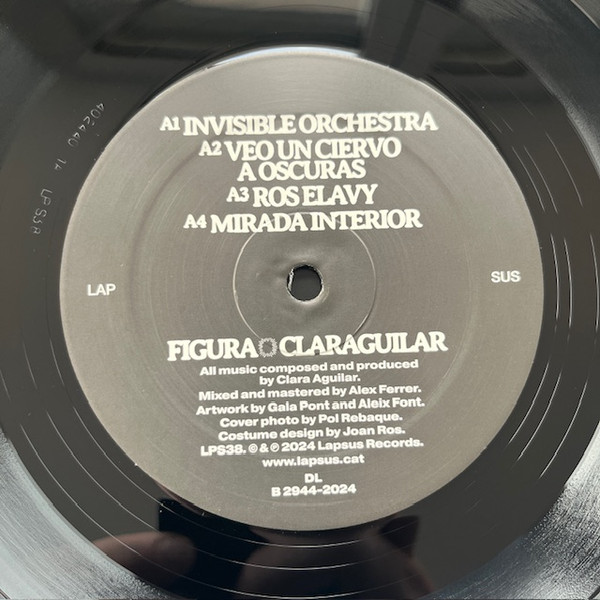 A1 INVISIBLE ORCHESTRA
A2 VEO UN CIERVO
A OSCURAS
A3 ROS ELAVY
A4 MIRADA INTERIOR
LAP
SUS
FIGURA CLARAGUILAR
All music composed and produced
by Clara Aguilar.
Mixed and mastered by Alex Ferrer.
Artwork by Gala Pont and Aleix Font.
Cover photo by Pol Rebaque.
Costume design by Joan Ros.
LPS38. © & ℗ 2024 Lapsus Records.
www.lapsus.cat
DL
B 2944-2024